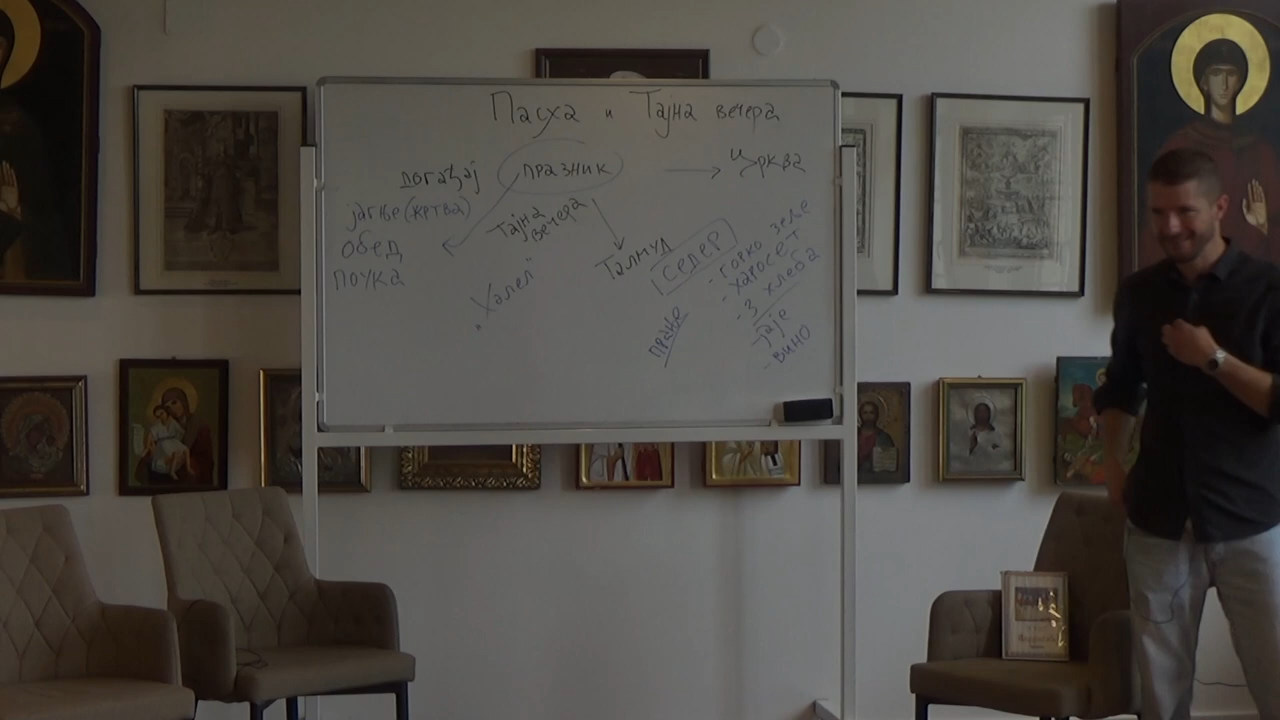 Пасха и Тајна вечера
догађај празник → Црква
јагње (жртва)
обед
поука
Тајна вечера
"Халел"
Талмуд
седер
- горко зеље
- харосет
- 3 хлеба
- јаје
- вино
прање